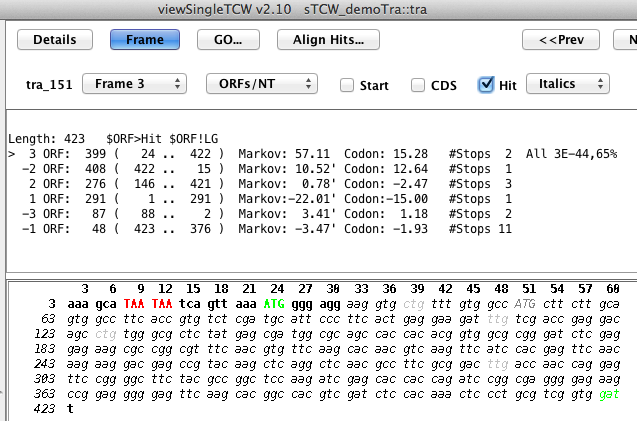 viewSingleTCW v2.10 sTCW_demoTra::tra
Details Frame GO... Align Hits... <<Prev N
tra_151 Frame 3 ORFs/NT Start CDS Hit Italics
Length: 423 $ORF>Hit $ORF!LG
> 3 ORF: 399 ( 24 .. 422 ) Markov: 57.11 Codon: 15.28 #Stops 2 All 3E-44,65%
-2 ORF: 408 ( 422 .. 15 ) Markov: 10.52' Codon: 12.64 #Stops 1
2 ORF: 276 ( 146 .. 421 ) Markov: 0.78' Codon: -2.47 #Stops 3
1 ORF: 291 ( 1 .. 291 ) Markov:-22.01' Codon:-15.00 #Stops 1
-3 ORF: 87 ( 88 .. 2 ) Markov: 3.41' Codon: 1.18 #Stops 2
-1 ORF: 48 ( 423 .. 376 ) Markov: -3.47' Codon: -1.93 #Stops 11
3 6 9 12 15 18 21 24 27 30 33 36 39 42 45 48 51 54 57 60
3 aaa gca TAA TAA tca gtt aaa ATG ggg agg aag gtg ctg ttt gtg gcc ATG ctt ctt gca
63 gtg gcc ttc acc gtg tct cga tgc att ccc ttc act gag gaa gat ttg tcg tcg gag gac
123 agc ctg tgg gcg ctc tat gag cga tgg cgc agc cac cac gcg gtg tcg cgg gat ctc gag
183 gag aag cgc cgg cgt ttc aac gtg ttc aag cac aac gtc aag ttc atc cac gga ttc aac
243 aag aag gac gag ccc tac aag ctc cgc ctt aac cgc ttc gcg gac ttg acc aac cag gag
303 ttc cgg cgg ctc tac gcc ggc tcc aag atc gag cac cac cac cag atc cgg cga ggg gag aag
363 ccg gag ggg gag ttc aag cac ggc cac gtc gat ctc cac aaa ctc cct gcg tcg gtg gat
423 t